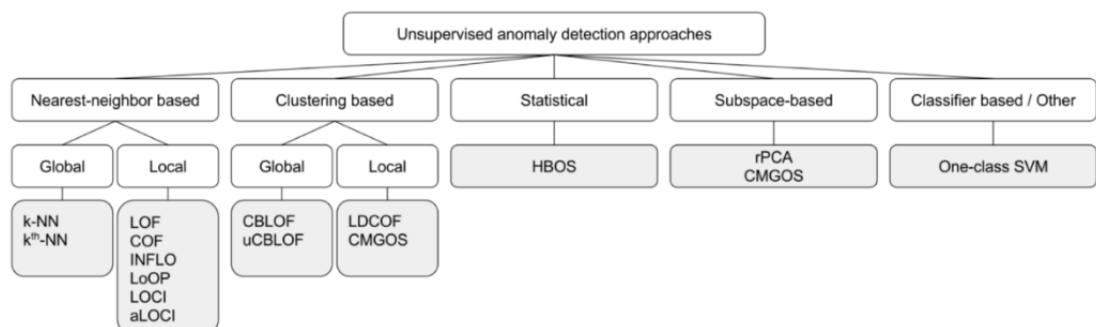 Unsupervised anomaly detection approaches
Nearest-neighbor based
Clustering based
Statistical
Subspace-based
Classifier based / Other
Global
Local
Global
Local
HBOS
rPCA
CMGOS
One-class SVM
k-NN
kth-NN
LOF
COF
INFLO
LoOP
LOCI
aLOCI
CBLOF
uCBLOF
LDCOF
CMGOS